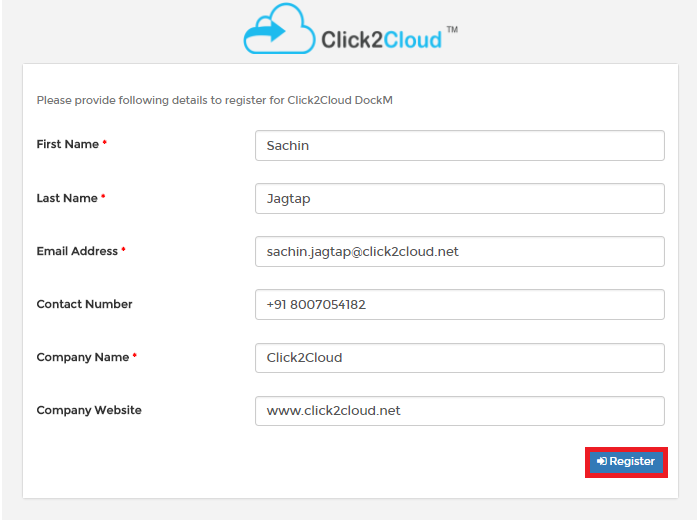 Click2Cloud ™
Please provide following details to register for Click2Cloud DockM
First Name * Sachin
Last Name * Jagtap
Email Address * sachin.jagtap@click2cloud.net
Contact Number +91 8007054182
Company Name * Click2Cloud
Company Website www.click2cloud.net
Register